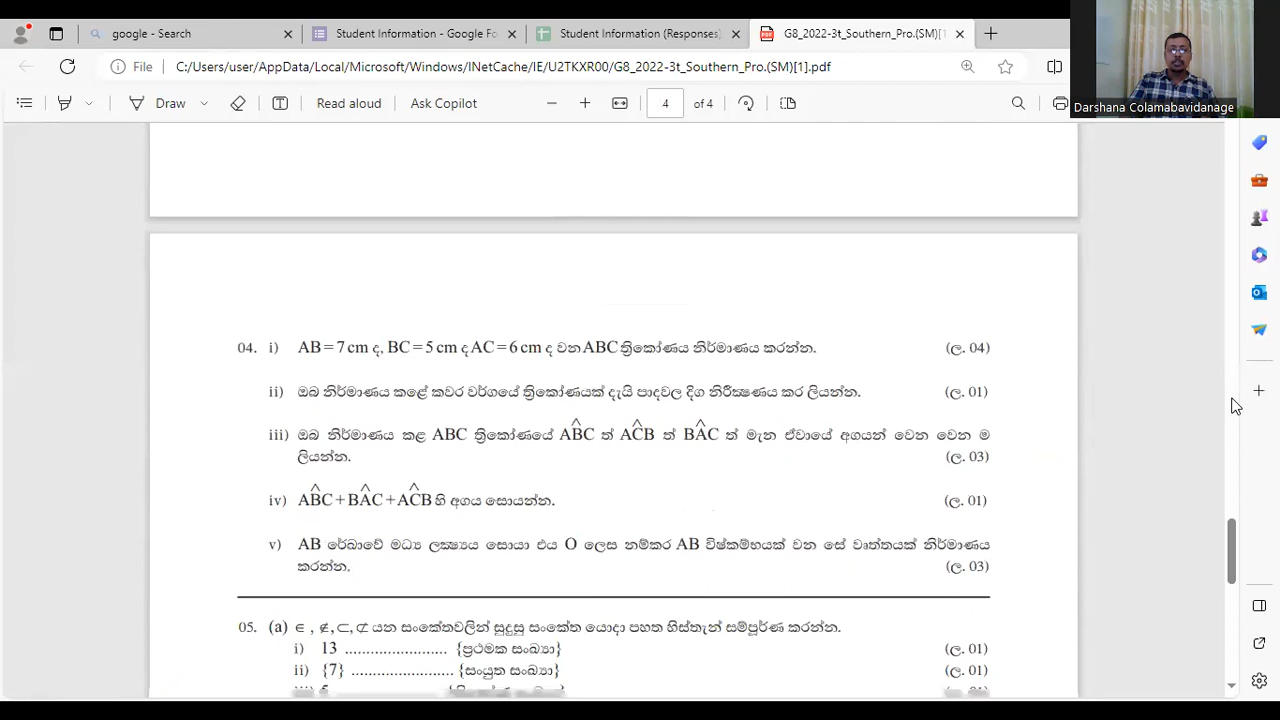 google - Search
Student Information - Google Fo
Student Information (Responses)
G8_2022-3t_Southern_Pro.(SM)[1
File
C:/Users/user/AppData/Local/Microsoft/Windows/INetCache/IE/U2TKXR00/G8_2022-3t_Southern_Pro.(SM)[1].pdf
Draw
Read aloud
Ask Copilot
4 of 4
Darshana Colamabavidanage
04. i) AB = 7 cm ද, BC = 5 cm ද AC = 6 cm ද වන ABC ත්‍රිකෝණය නිර්මාණය කරන්න. (ල. 04)
ii) ඔබ නිර්මාණය කළේ කවර වර්ගයේ ත්‍රිකෝණයක් දැයි පාදවල දිග නිරීක්ෂණය කර ලියන්න. (ල. 01)
iii) ඔබ නිර්මාණය කළ ABC ත්‍රිකෝණයේ AB̂C ත් AĈB ත් BÂC ත් මැන ඒවායේ අගයන් වෙන වෙන ම
ලියන්න. (ල. 03)
iv) AB̂C + BÂC + AĈB හි අගය සොයන්න. (ල. 01)
v) AB රේඛාවේ මධ්‍ය ලක්ෂ්‍යය සොයා එය O ලෙස නම්කර AB විෂ්කම්භයක් වන සේ වෘත්තයක් නිර්මාණය
කරන්න. (ල. 03)
05. (a) ∈ , ∉, ⊂, ⊄ යන සංකේතවලින් සුදුසු සංකේත යොදා පහත හිස්තැන් සම්පූර්ණ කරන්න.
i) 13 ........................ {ප්‍රථමක සංඛ්‍යා} (ල. 01)
ii) {7} ........................ {සංයුත සංඛ්‍යා} (ල. 01)